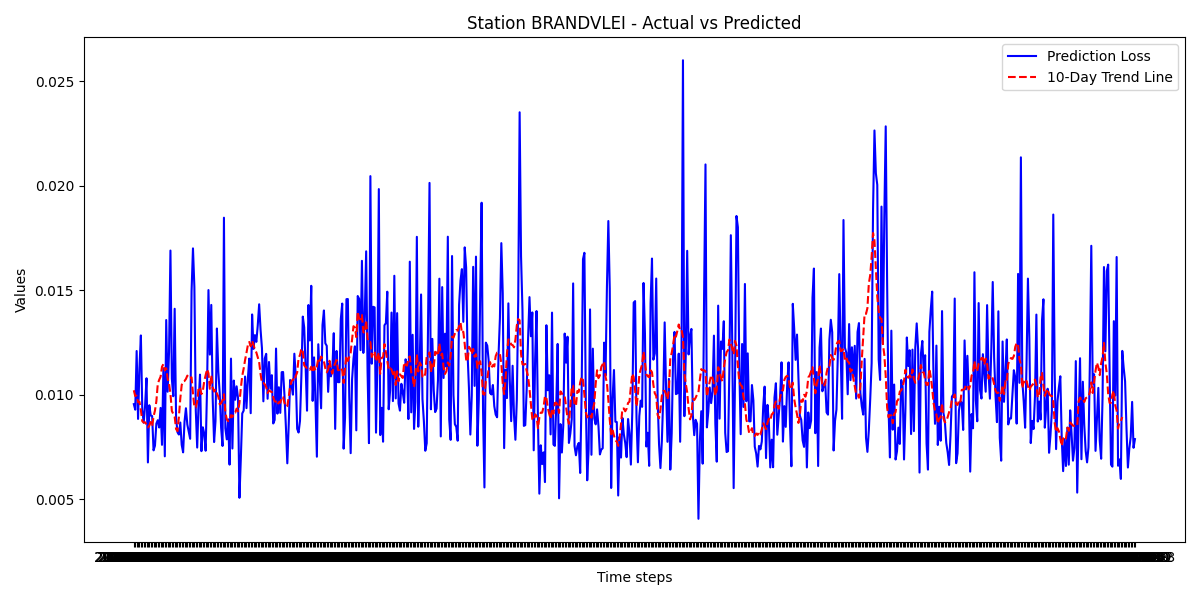 Station BRANDVLEI - Actual vs Predicted
Prediction Loss
10-Day Trend Line
0.025
0.020
0.015
0.010
0.005
Values
Time steps